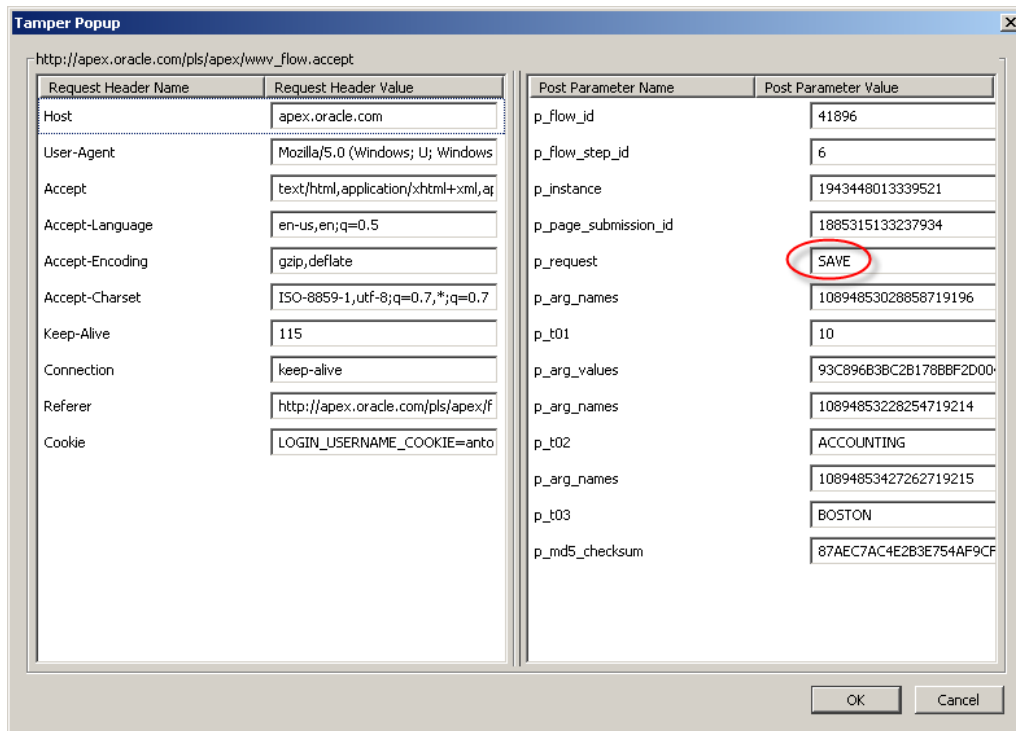 Tamper Popup
http://apex.oracle.com/pls/apex/wwv_flow.accept
Request Header Name Request Header Value
Host apex.oracle.com
User-Agent Mozilla/5.0 (Windows; U; Windows
Accept text/html,application/xhtml+xml,ap
Accept-Language en-us,en;q=0.5
Accept-Encoding gzip,deflate
Accept-Charset ISO-8859-1,utf-8;q=0.7,*;q=0.7
Keep-Alive 115
Connection keep-alive
Referer http://apex.oracle.com/pls/apex/f
Cookie LOGIN_USERNAME_COOKIE=anto
Post Parameter Name Post Parameter Value
p_flow_id 41896
p_flow_step_id 6
p_instance 1943448013339521
p_page_submission_id 1885315133237934
p_request SAVE
p_arg_names 10894853028858719196
p_t01 10
p_arg_values 93C896B3BC2B178BBF2D004
p_arg_names 10894853228254719214
p_t02 ACCOUNTING
p_arg_names 10894853427262719215
p_t03 BOSTON
p_md5_checksum 87AEC7AC4E2B3E754AF9CF
OK Cancel